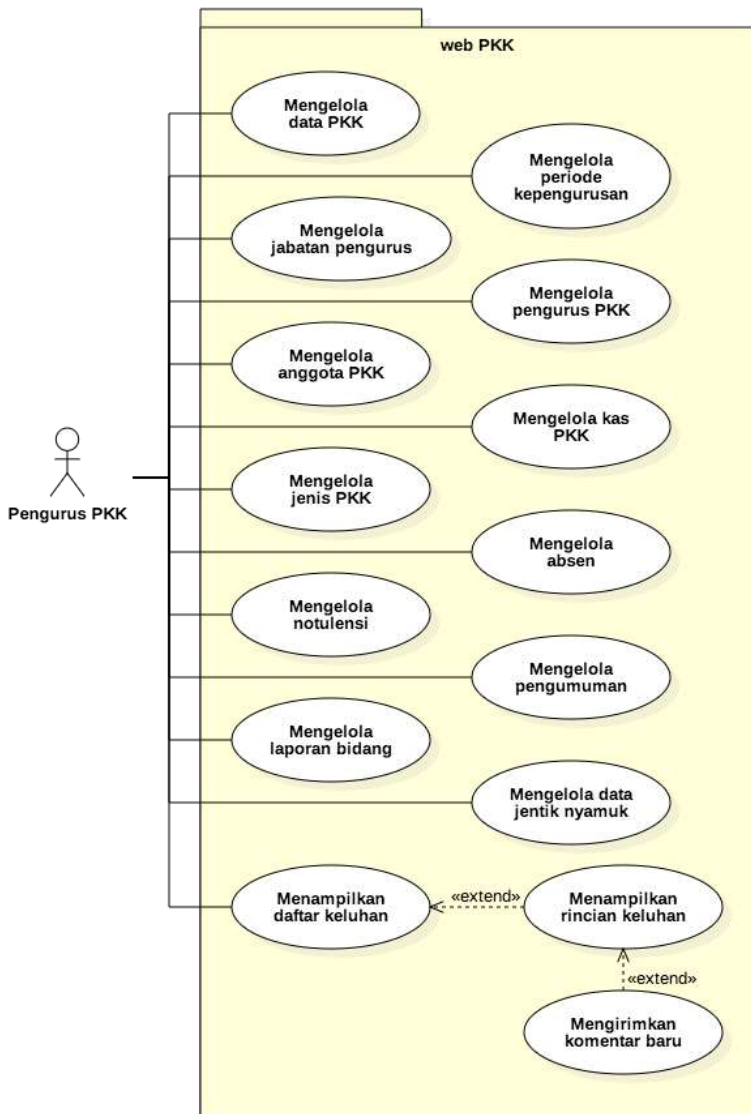 web PKK
Mengelola
data PKK
Mengelola
periode
kepengurusan
Mengelola
jabatan pengurus
Mengelola
pengurus PKK
Mengelola
anggota PKK
Mengelola kas
PKK
Pengurus PKK
Mengelola
jenis PKK
Mengelola
absen
Mengelola
notulensi
Mengelola
pengumuman
Mengelola
laporan bidang
Mengelola data
jentik nyamuk
Menampilkan
daftar keluhan
«extend»
Menampilkan
rincian keluhan
«extend»
Mengirimkan
komentar baru